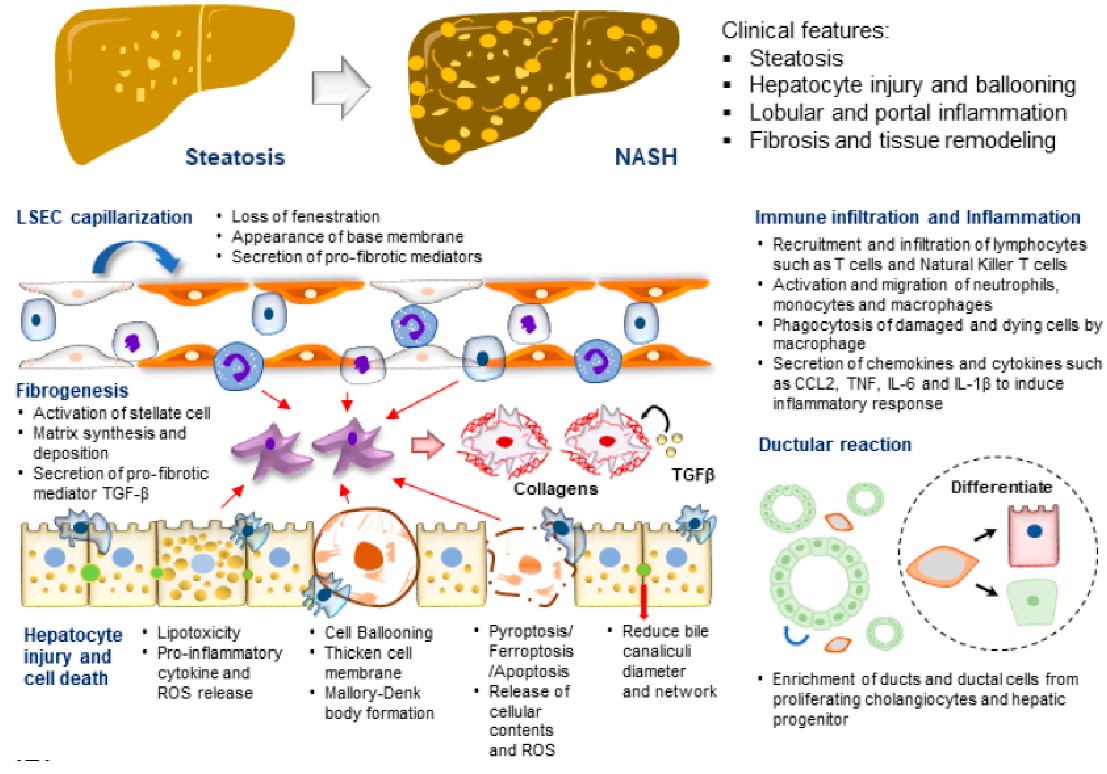 Clinical features:
▪ Steatosis
▪ Hepatocyte injury and ballooning
▪ Lobular and portal inflammation
▪ Fibrosis and tissue remodeling
Steatosis
NASH
LSEC capillarization
• Loss of fenestration
• Appearance of base membrane
• Secretion of pro-fibrotic mediators
Fibrogenesis
• Activation of stellate cell
• Matrix synthesis and
deposition
• Secretion of pro-fibrotic
mediator TGF-β
Collagens
TGFβ
Hepatocyte
injury and
cell death
• Lipotoxicity
• Pro-inflammatory
cytokine and
ROS release
• Cell Ballooning
• Thicken cell
membrane
• Mallory-Denk
body formation
• Pyroptosis/
Ferroptosis
/Apoptosis
• Release of
cellular
contents
and ROS
• Reduce bile
canaliculi
diameter
and network
Immune infiltration and Inflammation
• Recruitment and infiltration of lymphocytes
such as T cells and Natural Killer T cells
• Activation and migration of neutrophils,
monocytes and macrophages
• Phagocytosis of damaged and dying cells by
macrophage
• Secretion of chemokines and cytokines such
as CCL2, TNF, IL-6 and IL-1β to induce
inflammatory response
Ductular reaction
Differentiate
• Enrichment of ducts and ductal cells from
proliferating cholangiocytes and hepatic
progenitor